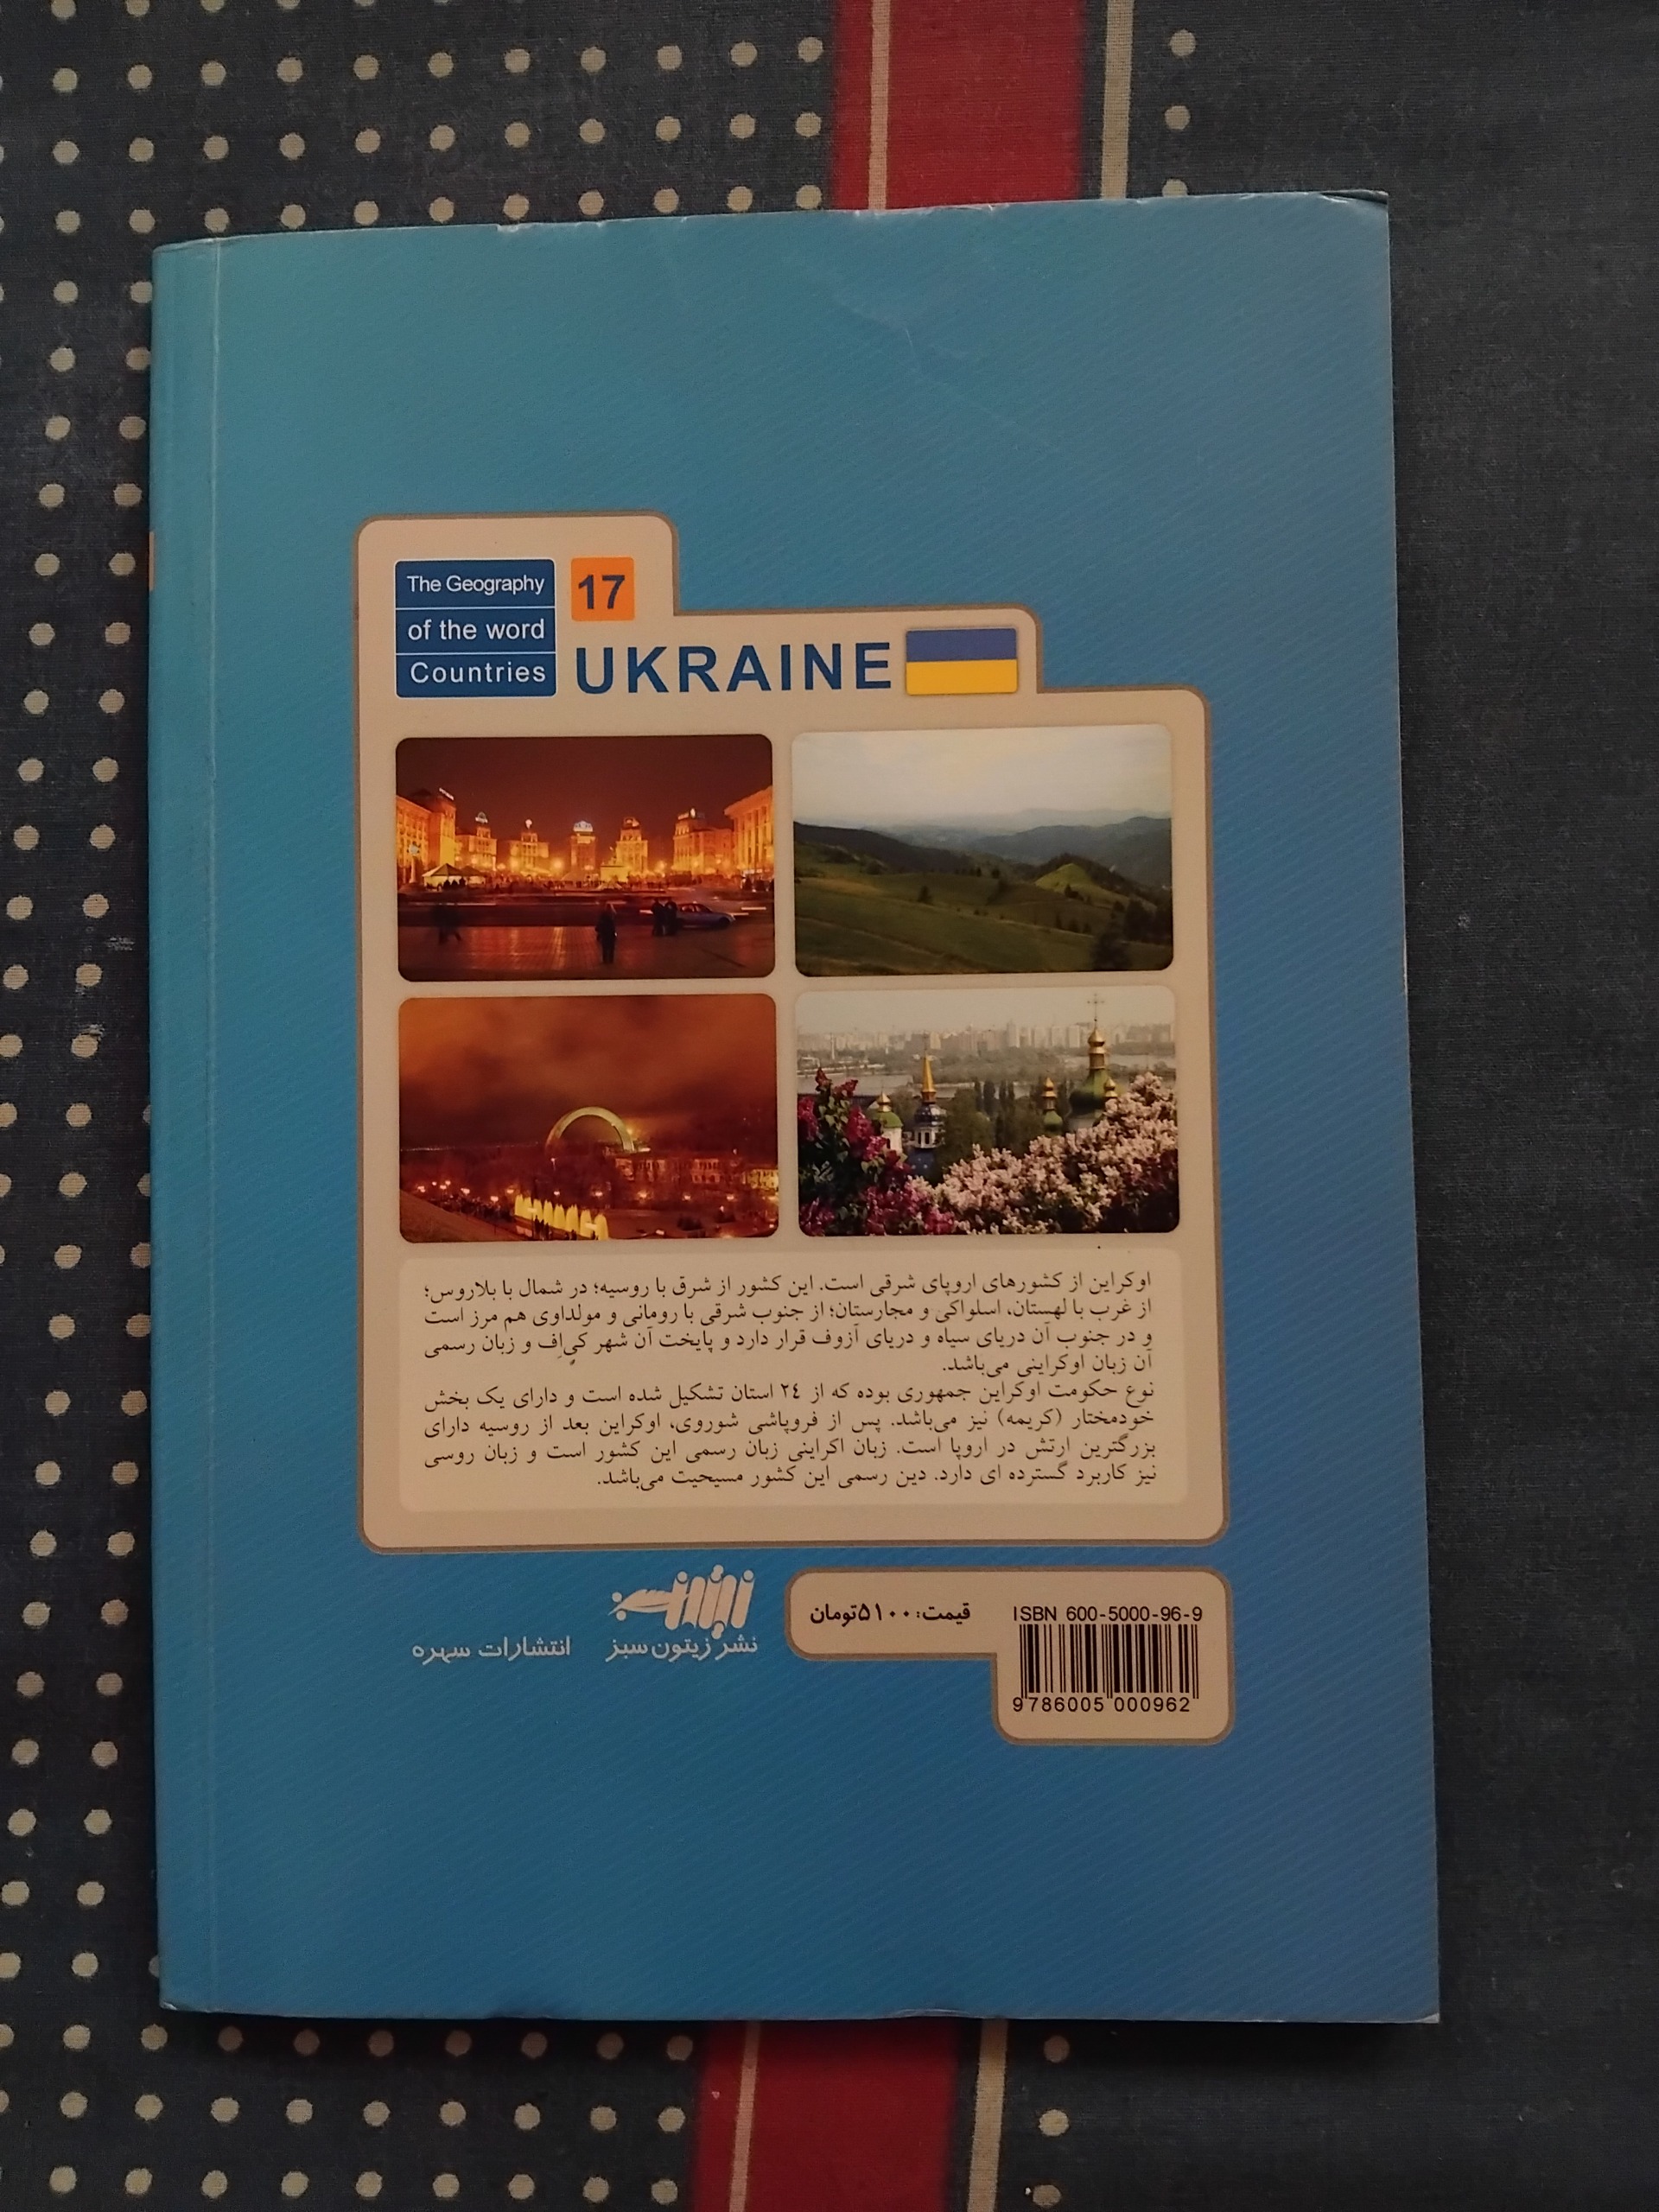 The Geography
of the word
Countries
17
UKRAINE
اوکراین از کشورهای اروپای شرقی است. این کشور از شرق با روسیه؛ در شمال با بلاروس؛
از غرب با لهستان، اسلواکی و مجارستان؛ از جنوب شرقی با رومانی و مولداوی هم مرز است
و در جنوب آن دریای سیاه و دریای آزوف قرار دارد و پایخت آن شهر کیاِف و زبان رسمی
آن زبان اوکراینی می‌باشد.
نوع حکومت اوکراین جمهوری بوده که از ۲٤ استان تشکیل شده است و دارای یک بخش
خودمختار (کریمه) نیز می‌باشد. پس از فروپاشی شوروی، اوکراین بعد از روسیه دارای
بزرگترین ارتش در اروپا است. زبان اکراینی زبان رسمی این کشور است و زبان روسی
نیز کاربرد گسترده ای دارد. دین رسمی این کشور مسیحیت می‌باشد.
زیتون سبز
نشر زیتون سبز
انتشارات سهره
قیمت: ۵۱۰۰تومان
ISBN 600-5000-96-9
9786005000962